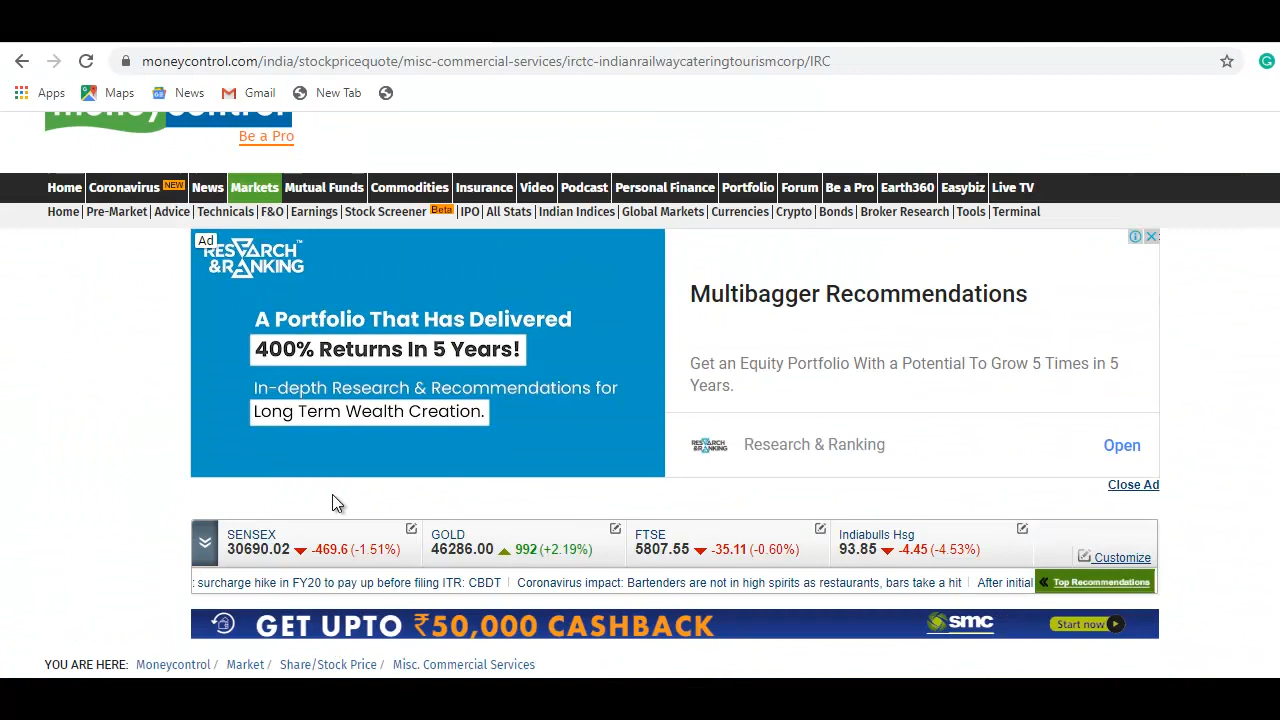 moneycontrol.com/india/stockpricequote/misc-commercial-services/irctc-indianrailwaycateringtourismcorp/IRC
Apps Maps News Gmail New Tab
moneycontrol
Be a Pro
Home Coronavirus NEW News Markets Mutual Funds Commodities Insurance Video Podcast Personal Finance Portfolio Forum Be a Pro Earth360 Easybiz Live TV
Home Pre-Market Advice Technicals F&O Earnings Stock Screener Beta IPO All Stats Indian Indices Global Markets Currencies Crypto Bonds Broker Research Tools Terminal
Ad
RESEARCH™
&RANKING
A Portfolio That Has Delivered
400% Returns In 5 Years!
In-depth Research & Recommendations for
Long Term Wealth Creation.
Multibagger Recommendations
Get an Equity Portfolio With a Potential To Grow 5 Times in 5
Years.
RESEARCH
&RANKING
Research & Ranking
Open
Close Ad
SENSEX
30690.02 -469.6 (-1.51%)
GOLD
46286.00 992 (+2.19%)
FTSE
5807.55 -35.11 (-0.60%)
Indiabulls Hsg
93.85 -4.45 (-4.53%)
Customize
: surcharge hike in FY20 to pay up before filing ITR: CBDT Coronavirus impact: Bartenders are not in high spirits as restaurants, bars take a hit After initial
Top Recommendations
GET UPTO ₹50,000 CASHBACK
smc
Start now
YOU ARE HERE: Moneycontrol / Market / Share/Stock Price / Misc. Commercial Services